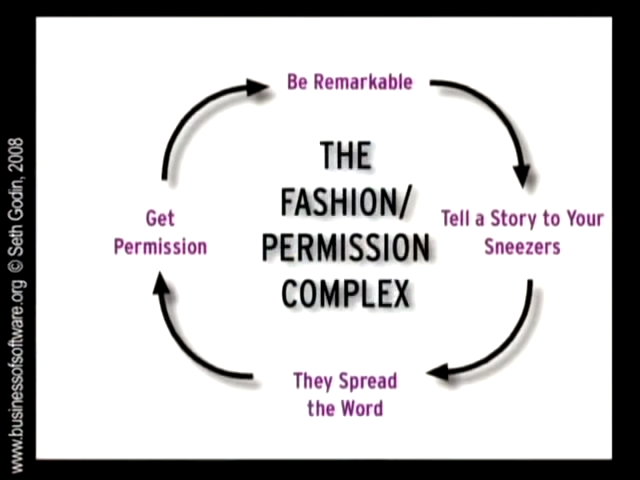 Be Remarkable
THE
FASHION/
PERMISSION
COMPLEX
Tell a Story to Your
Sneezers
They Spread
the Word
Get
Permission
www.businessofsoftware.org © Seth Godin, 2008